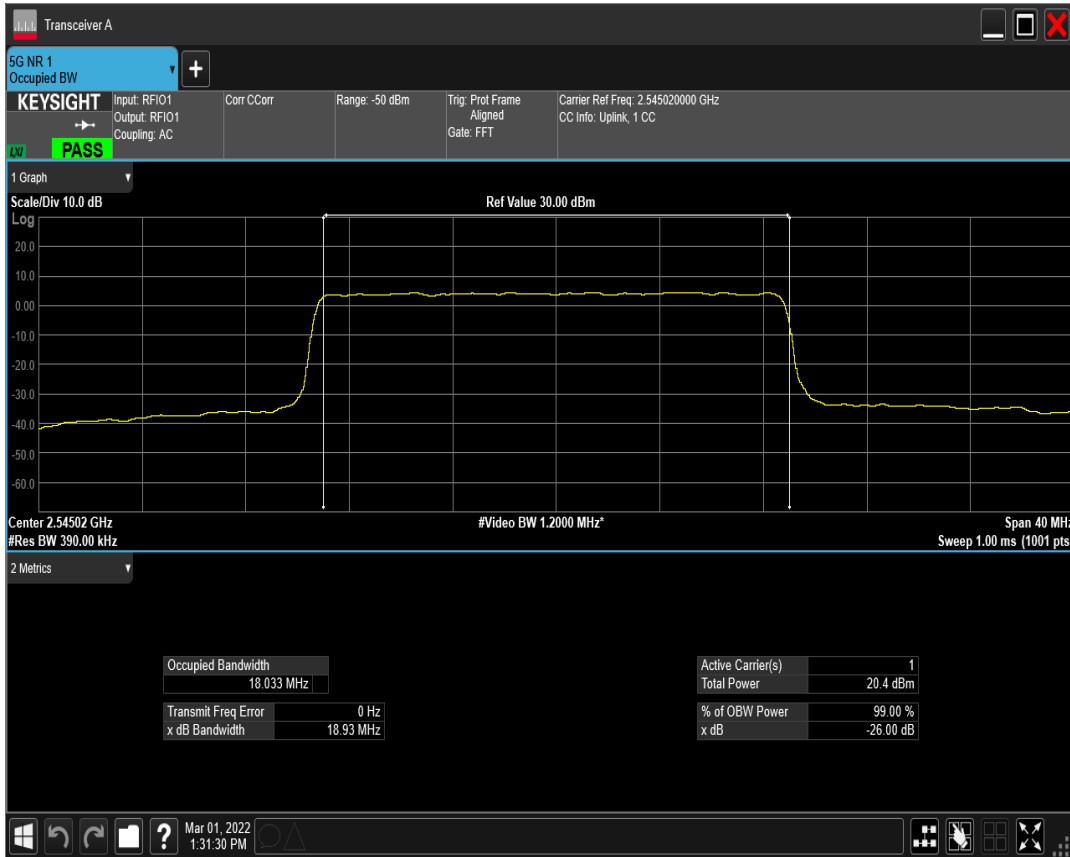 Transceiver A
5G NR 1
Occupied BW
+
KEYSIGHT
LXI
PASS
Input: RFIO1
Output: RFIO1
Coupling: AC
Corr CCorr
Range: -50 dBm
Trig: Prot Frame
Aligned
Gate: FFT
Carrier Ref Freq: 2.545020000 GHz
CC Info: Uplink, 1 CC
1 Graph
Scale/Div 10.0 dB
Ref Value 30.00 dBm
Log
20.0
10.0
0.00
-10.0
-20.0
-30.0
-40.0
-50.0
-60.0
Center 2.54502 GHz
#Video BW 1.2000 MHz*
Span 40 MHz
#Res BW 390.00 kHz
Sweep 1.00 ms (1001 pts
2 Metrics
Occupied Bandwidth
18.033 MHz
Transmit Freq Error 0 Hz
x dB Bandwidth 18.93 MHz
Active Carrier(s) 1
Total Power 20.4 dBm
% of OBW Power 99.00 %
x dB -26.00 dB
?
Mar 01, 2022
1:31:30 PM